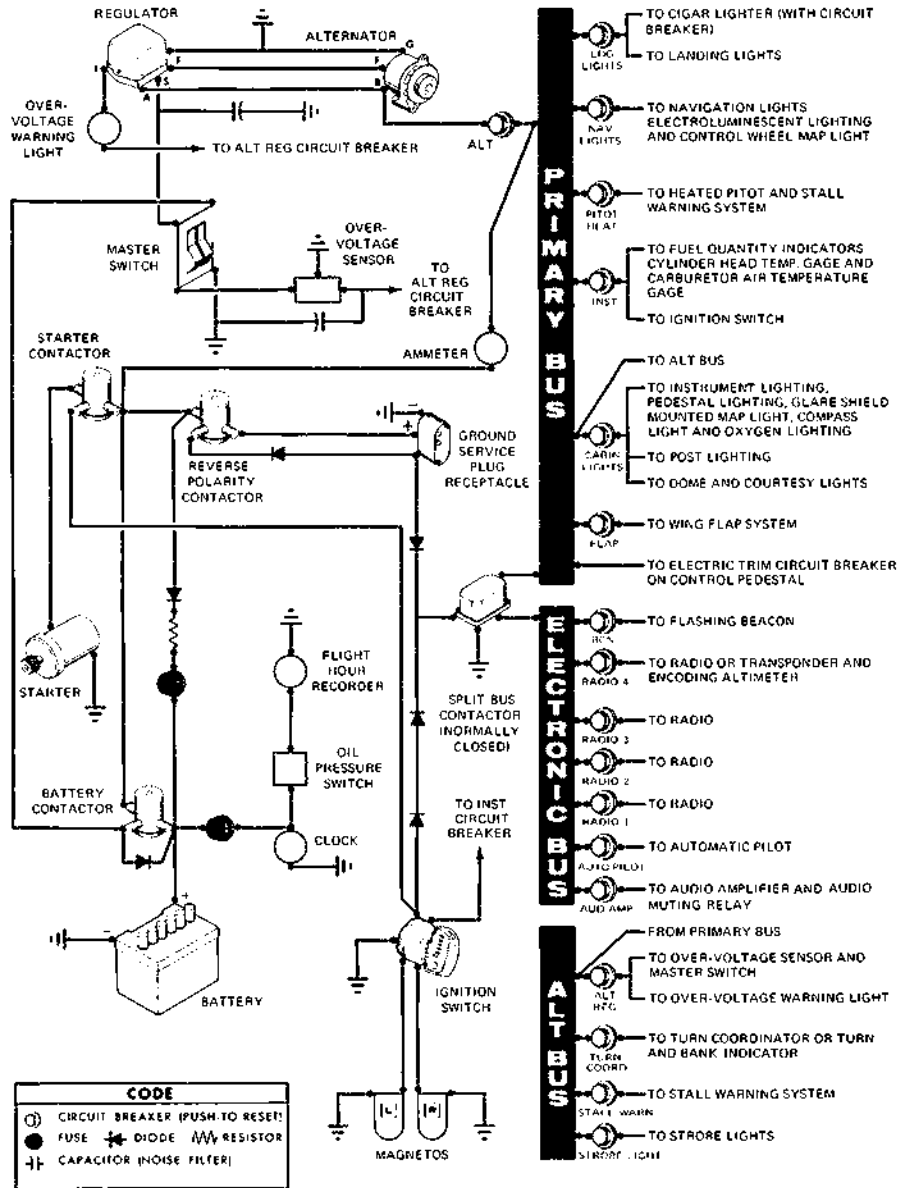 REGULATOR
ALTERNATOR
G
F
F
B
I
S
A
OVER-
VOLTAGE
WARNING
LIGHT
TO ALT REG CIRCUIT BREAKER
ALT
MASTER
SWITCH
OVER-
VOLTAGE
SENSOR
TO
ALT REG
CIRCUIT
BREAKER
STARTER
CONTACTOR
AMMETER
REVERSE
POLARITY
CONTACTOR
GROUND
SERVICE
PLUG
RECEPTACLE
STARTER
FLIGHT
HOUR
RECORDER
OIL
PRESSURE
SWITCH
SPLIT BUS
CONTACTOR
(NORMALLY
CLOSED)
BATTERY
CONTACTOR
CLOCK
TO INST
CIRCUIT
BREAKER
BATTERY
IGNITION
SWITCH
[L]
[R]
MAGNETOS
PRIMARY BUS
TO CIGAR LIGHTER (WITH CIRCUIT
BREAKER)
LDG
LIGHTS
TO LANDING LIGHTS
NAV
LIGHTS
TO NAVIGATION LIGHTS
ELECTROLUMINESCENT LIGHTING
AND CONTROL WHEEL MAP LIGHT
PITOT
HEAT
TO HEATED PITOT AND STALL
WARNING SYSTEM
INST
TO FUEL QUANTITY INDICATORS
CYLINDER HEAD TEMP. GAGE AND
CARBURETOR AIR TEMPERATURE
GAGE
TO IGNITION SWITCH
TO ALT BUS
CABIN
LIGHTS
TO INSTRUMENT LIGHTING,
PEDESTAL LIGHTING, GLARE SHIELD
MOUNTED MAP LIGHT, COMPASS
LIGHT AND OXYGEN LIGHTING
TO POST LIGHTING
TO DOME AND COURTESY LIGHTS
FLAP
TO WING FLAP SYSTEM
TO ELECTRIC TRIM CIRCUIT BREAKER
ON CONTROL PEDESTAL
ELECTRONIC BUS
BCN
TO FLASHING BEACON
RADIO 4
TO RADIO OR TRANSPONDER AND
ENCODING ALTIMETER
RADIO 3
TO RADIO
RADIO 2
TO RADIO
RADIO 1
TO RADIO
AUTO PILOT
TO AUTOMATIC PILOT
AUD AMP
TO AUDIO AMPLIFIER AND AUDIO
MUTING RELAY
ALT BUS
FROM PRIMARY BUS
ALT
REG
TO OVER-VOLTAGE SENSOR AND
MASTER SWITCH
TO OVER-VOLTAGE WARNING LIGHT
TURN
COORD
TO TURN COORDINATOR OR TURN
AND BANK INDICATOR
STALL WARN
TO STALL WARNING SYSTEM
STROBE LIGHT
TO STROBE LIGHTS
CODE
CIRCUIT BREAKER (PUSH-TO RESET)
FUSE DIODE RESISTOR
CAPACITOR (NOISE FILTER)